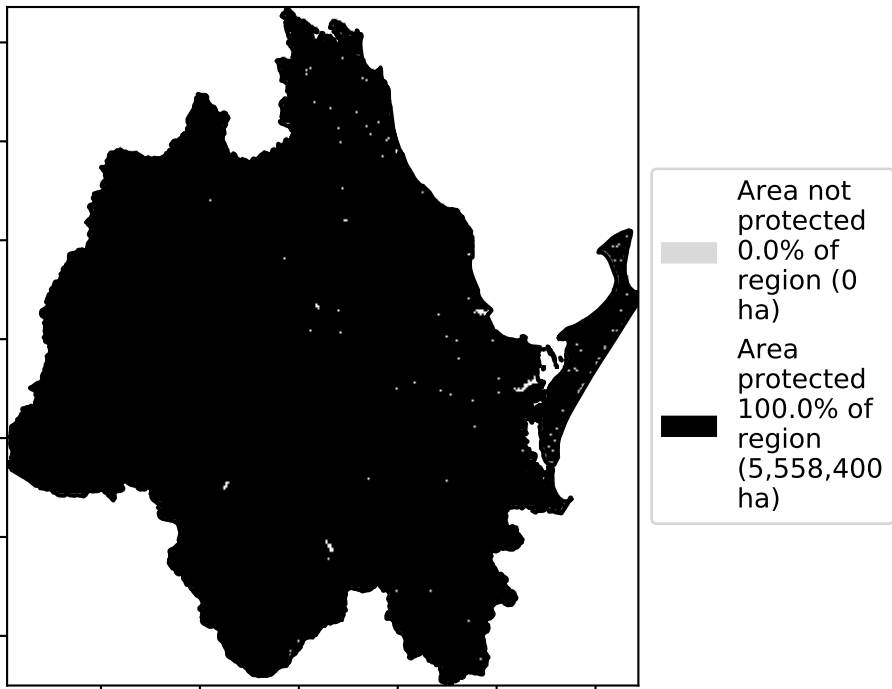 Area not
protected
0.0% of
region (0
ha)
Area
protected
100.0% of
region
(5,558,400
ha)